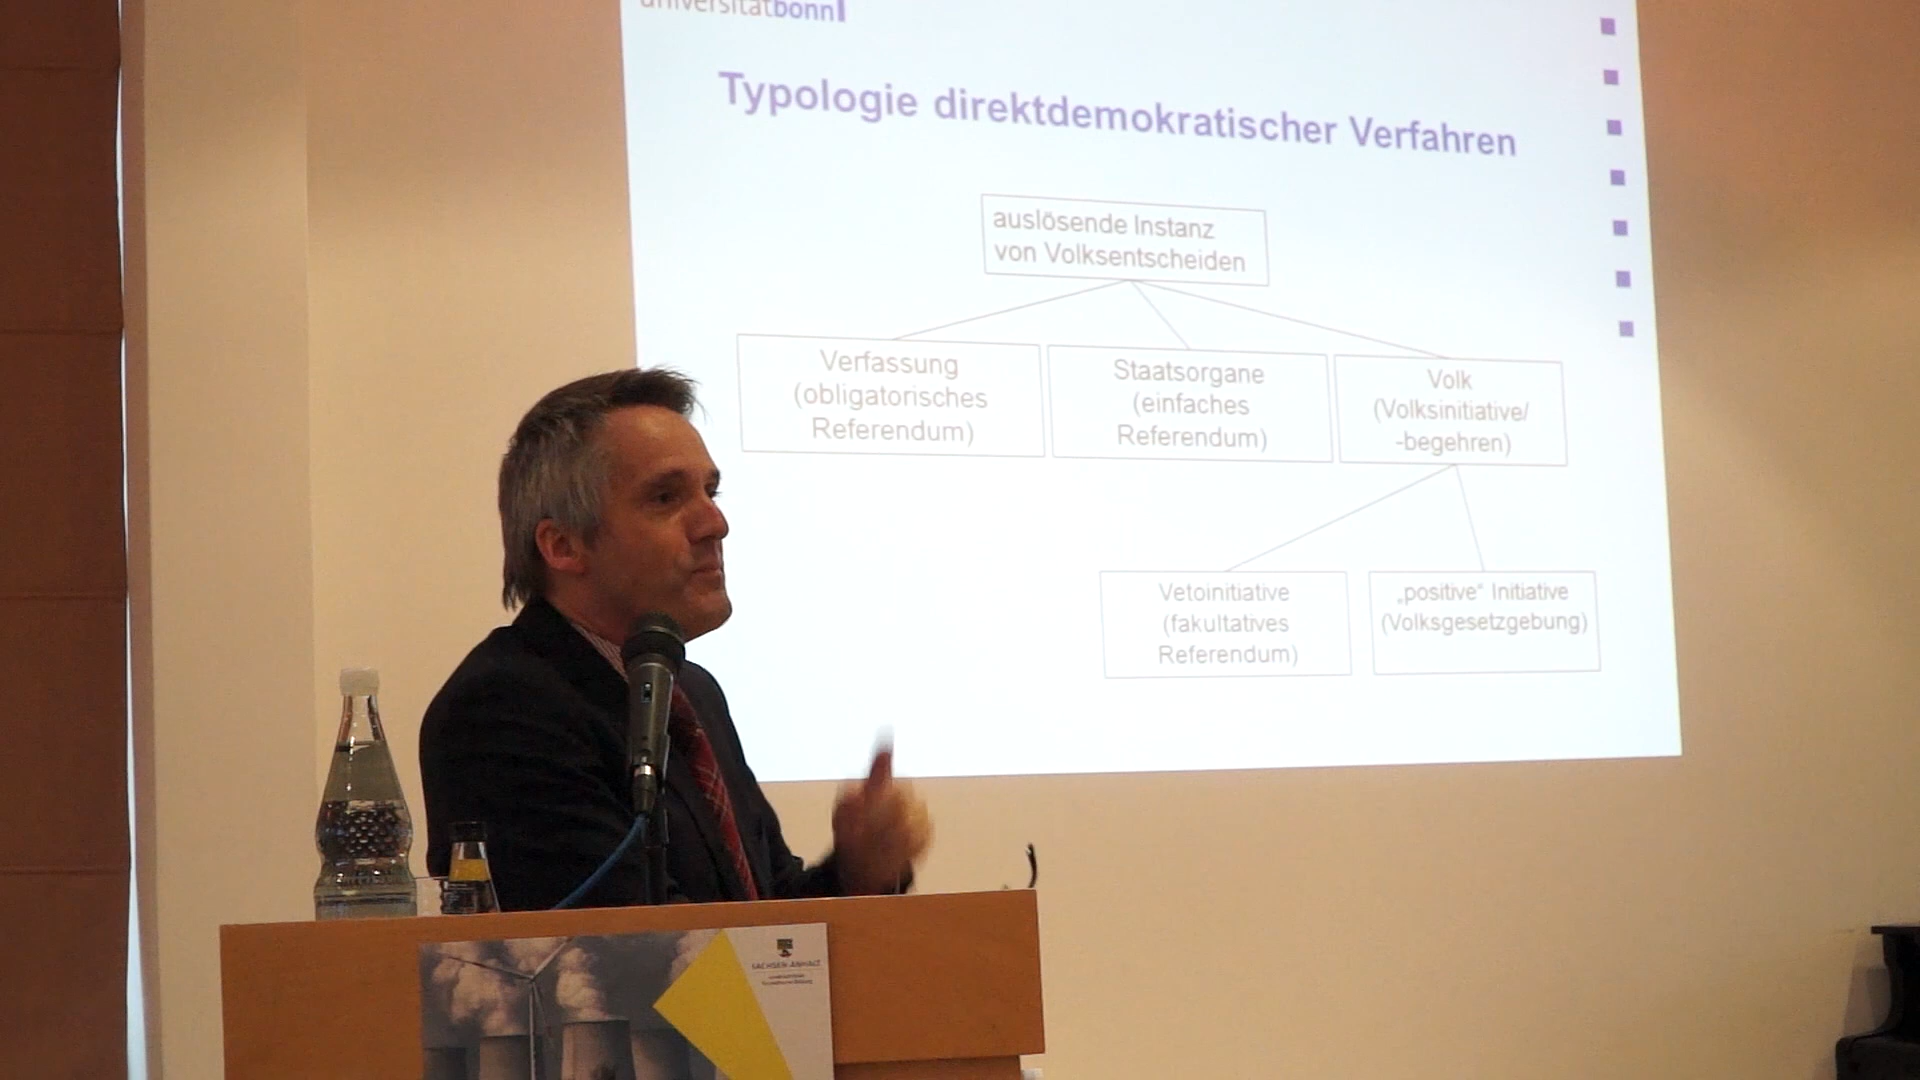 universitätbonn
Typologie direktdemokratischer Verfahren
auslösende Instanz
von Volksentscheiden
Verfassung
(obligatorisches
Referendum)
Staatsorgane
(einfaches
Referendum)
Volk
(Volksinitiative/
-begehren)
Vetoinitiative
(fakultatives
Referendum)
„positive“ Initiative
(Volksgesetzgebung)
SACHSEN-ANHALT